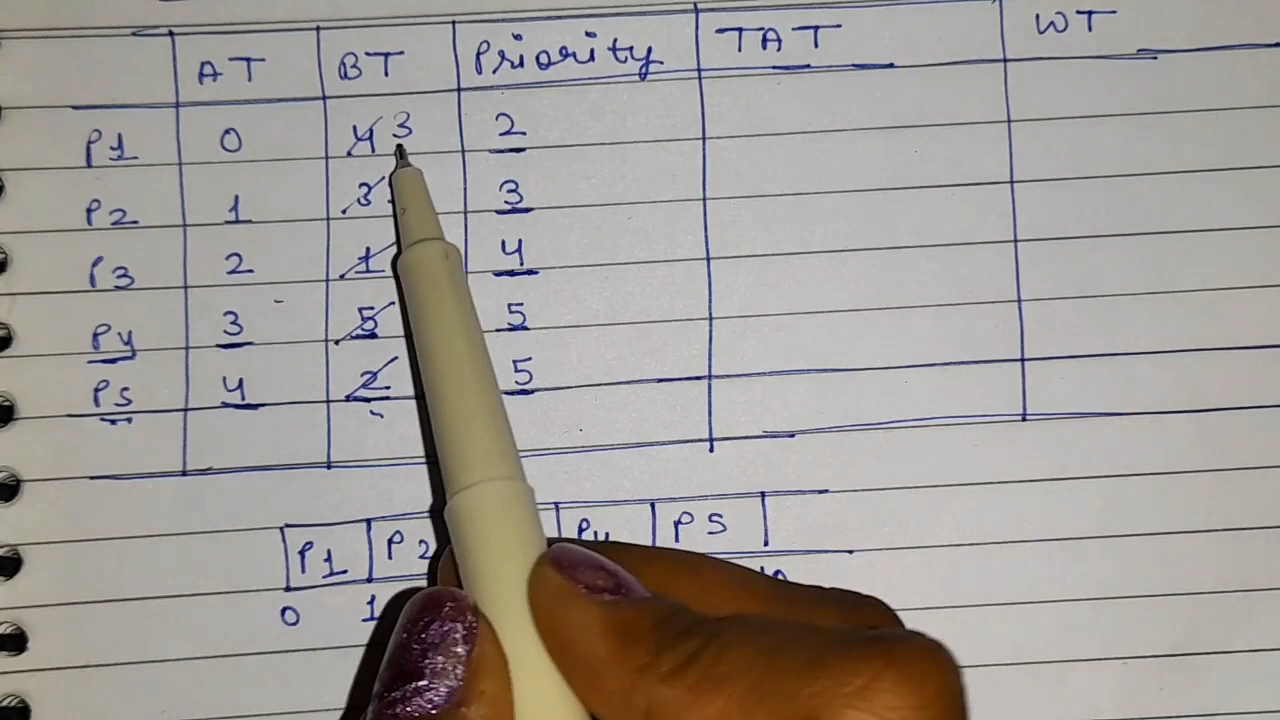 AT BT Priority TAT WT
P1 0 4 3 2
P2 1 3 3
P3 2 1 4
P4 3 5 5
P5 4 2 5
P1 P2 P4 P5
0 1